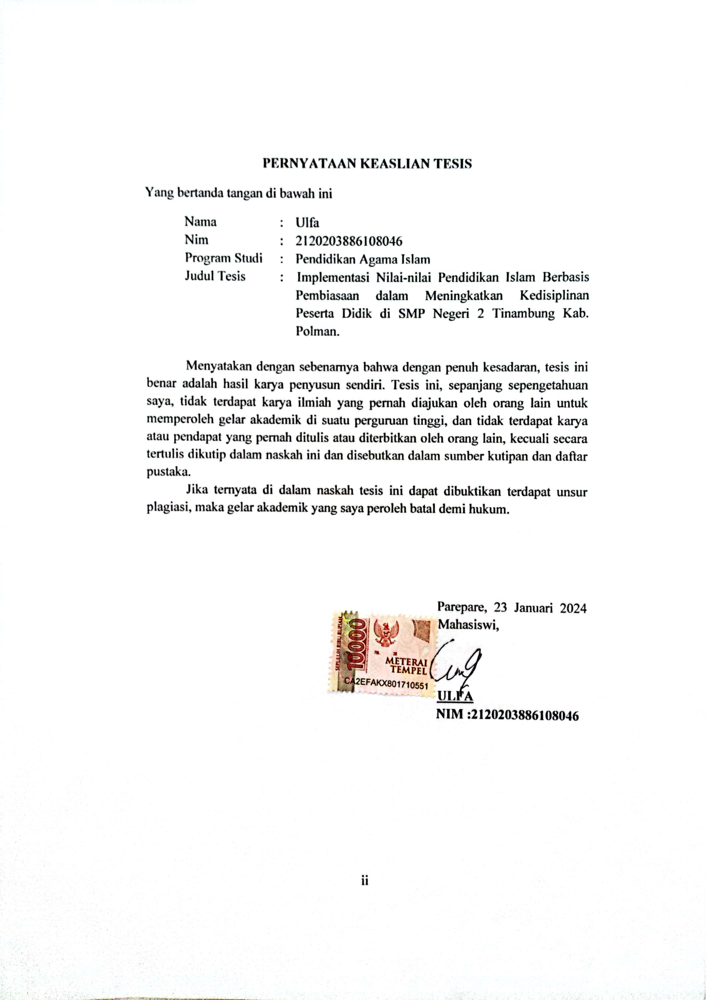 PERNYATAAN KEASLIAN TESIS
Yang bertanda tangan di bawah ini
Nama : Ulfa
Nim : 2120203886108046
Program Studi : Pendidikan Agama Islam
Judul Tesis : Implementasi Nilai-nilai Pendidikan Islam Berbasis
Pembiasaan dalam Meningkatkan Kedisiplinan
Peserta Didik di SMP Negeri 2 Tinambung Kab.
Polman.
Menyatakan dengan sebenarnya bahwa dengan penuh kesadaran, tesis ini
benar adalah hasil karya penyusun sendiri. Tesis ini, sepanjang sepengetahuan
saya, tidak terdapat karya ilmiah yang pernah diajukan oleh orang lain untuk
memperoleh gelar akademik di suatu perguruan tinggi, dan tidak terdapat karya
atau pendapat yang pernah ditulis atau diterbitkan oleh orang lain, kecuali secara
tertulis dikutip dalam naskah ini dan disebutkan dalam sumber kutipan dan daftar
pustaka.
Jika ternyata di dalam naskah tesis ini dapat dibuktikan terdapat unsur
plagiasi, maka gelar akademik yang saya peroleh batal demi hukum.
Parepare, 23 Januari 2024
Mahasiswi,
SEPULUH RIBU RUPIAH
10000
TGL. 20
METERAI
TEMPEL
CA2EFAKX801710551
ULFA
NIM :2120203886108046
ii